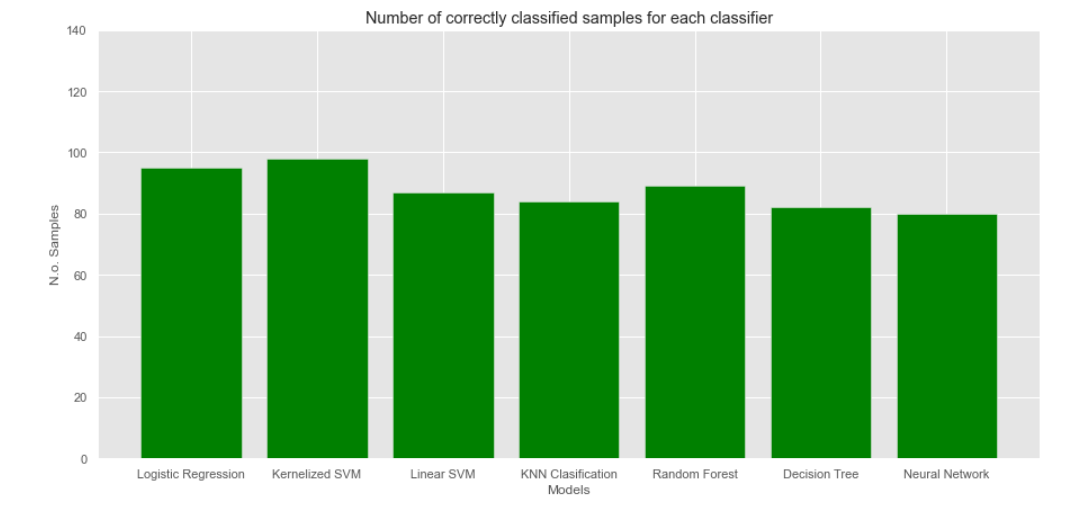 Number of correctly classified samples for each classifier
140
120
100
80
60
40
20
0
N.o. Samples
Logistic Regression Kernelized SVM Linear SVM KNN Clasification Random Forest Decision Tree Neural Network
Models